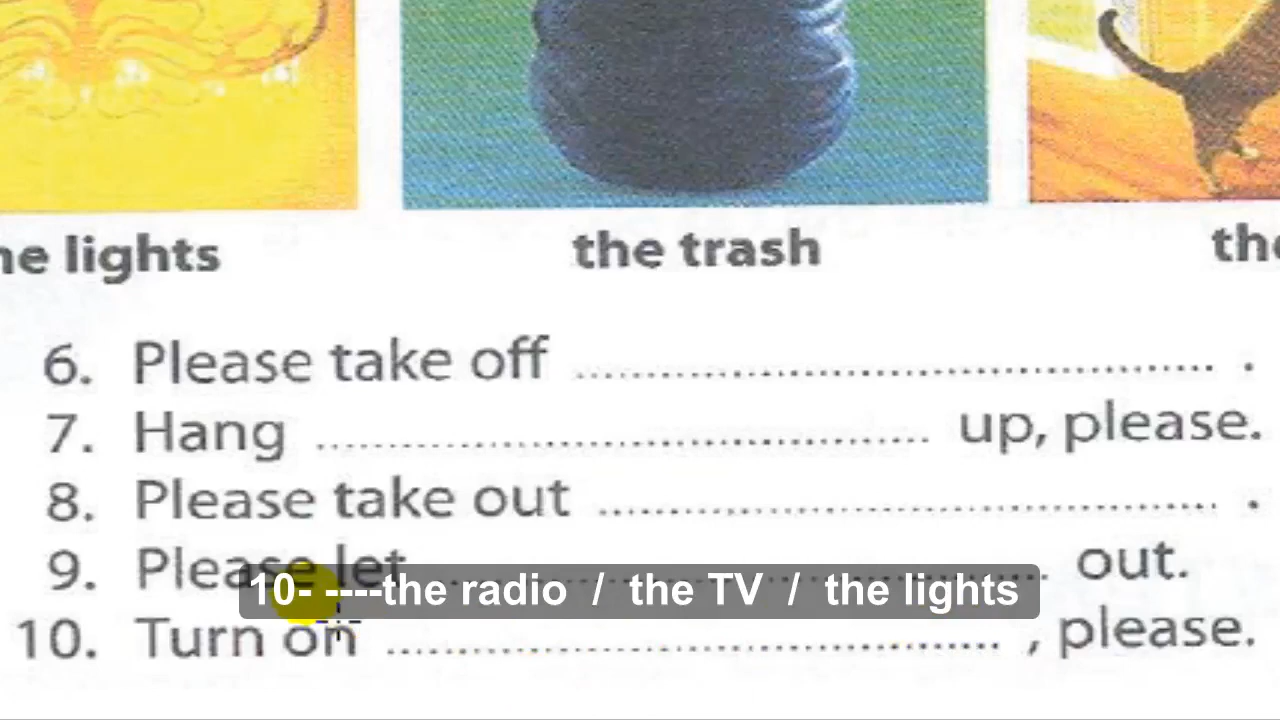 he lights the trash the
6. Please take off .......... .
7. Hang .......... up, please.
8. Please take out .......... .
9. Please let .......... out.
10- ----the radio / the TV / the lights
10. Turn on .......... , please.